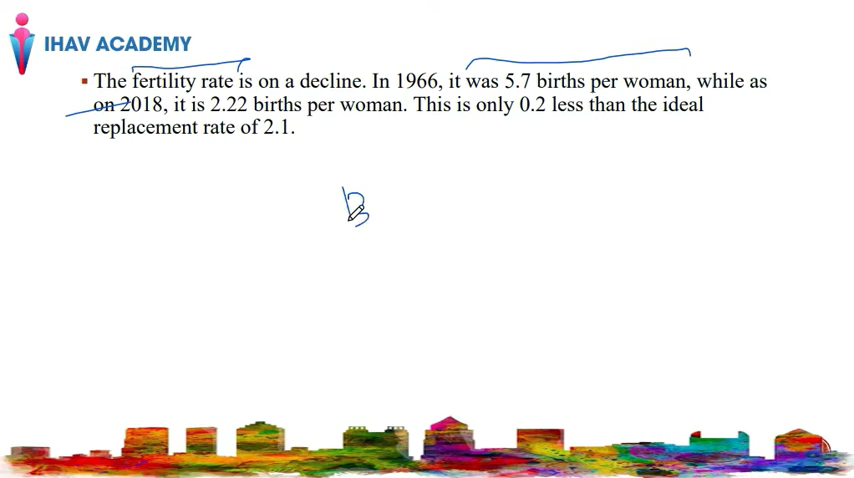 IHAV ACADEMY
▪ The fertility rate is on a decline. In 1966, it was 5.7 births per woman, while as
on 2018, it is 2.22 births per woman. This is only 0.2 less than the ideal
replacement rate of 2.1.
B